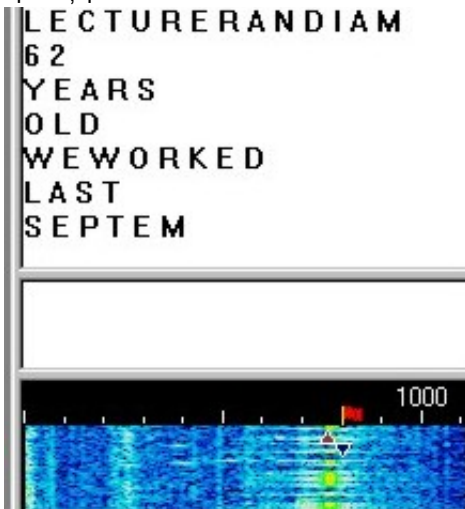 LECTURERANDIAM
62
YEARS
OLD
WEWORKED
LAST
SEPTEM
1000